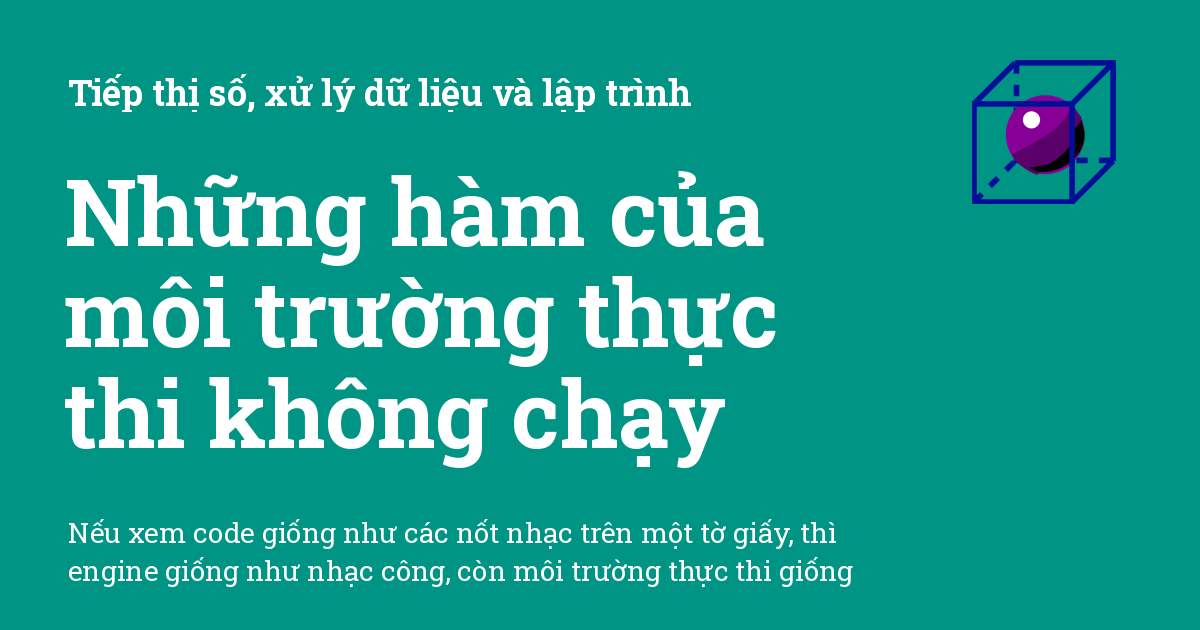 Tiếp thị số, xử lý dữ liệu và lập trình
Những hàm của
môi trường thực
thi không chạy
Nếu xem code giống như các nốt nhạc trên một tờ giấy, thì
engine giống như nhạc công, còn môi trường thực thi giống